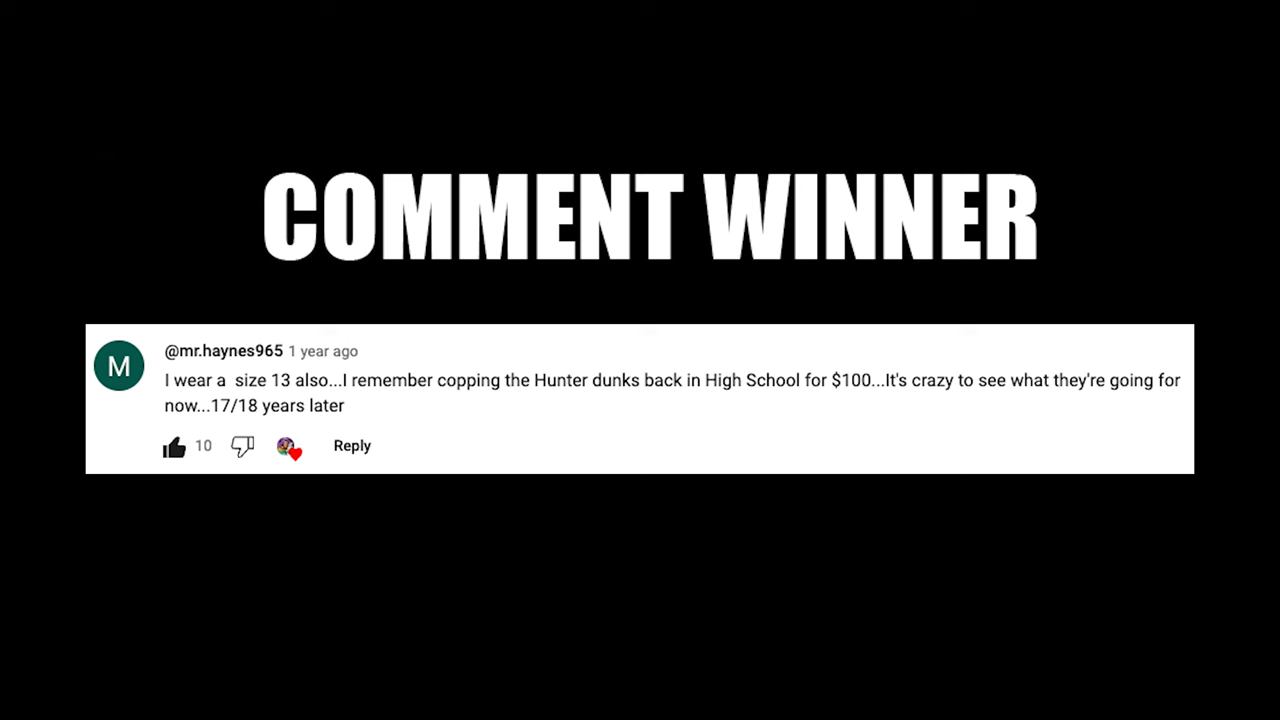 COMMENT WINNER
M
@mr.haynes965 1 year ago
I wear a  size 13 also...I remember copping the Hunter dunks back in High School for $100...It's crazy to see what they're going for
now...17/18 years later
10 Reply